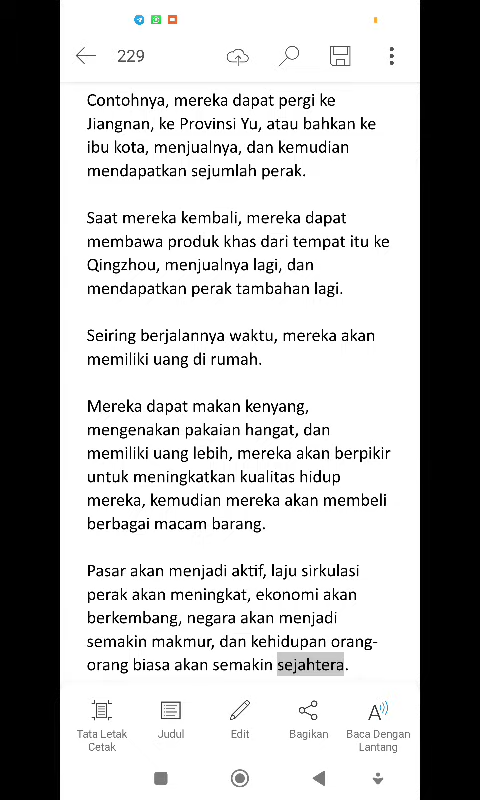 229
Contohnya, mereka dapat pergi ke
Jiangnan, ke Provinsi Yu, atau bahkan ke
ibu kota, menjualnya, dan kemudian
mendapatkan sejumlah perak.
Saat mereka kembali, mereka dapat
membawa produk khas dari tempat itu ke
Qingzhou, menjualnya lagi, dan
mendapatkan perak tambahan lagi.
Seiring berjalannya waktu, mereka akan
memiliki uang di rumah.
Mereka dapat makan kenyang,
mengenakan pakaian hangat, dan
memiliki uang lebih, mereka akan berpikir
untuk meningkatkan kualitas hidup
mereka, kemudian mereka akan membeli
berbagai macam barang.
Pasar akan menjadi aktif, laju sirkulasi
perak akan meningkat, ekonomi akan
berkembang, negara akan menjadi
semakin makmur, dan kehidupan orang-
orang biasa akan semakin sejahtera.
Tata Letak
Cetak
Judul
Edit
Bagikan
Baca Dengan
Lantang